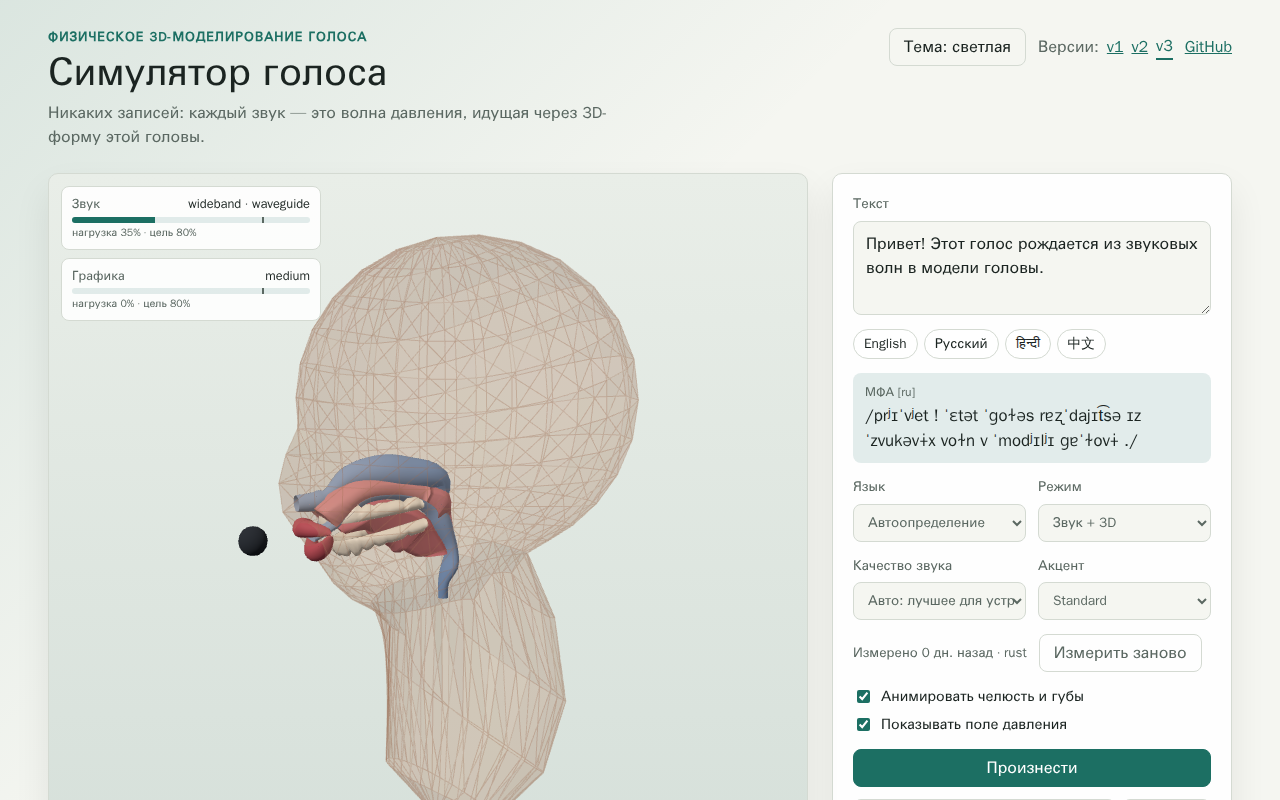 ФИЗИЧЕСКОЕ 3D-МОДЕЛИРОВАНИЕ ГОЛОСА
Симулятор голоса
Никаких записей: каждый звук — это волна давления, идущая через 3D-
форму этой головы.
Тема: светлая
Версии: v1 v2 v3 GitHub
Звук wideband · waveguide
нагрузка 35% · цель 80%
Графика medium
нагрузка 0% · цель 80%
Текст
Привет! Этот голос рождается из звуковых
волн в модели головы.
English Русский हिन्दी 中文
МФА [ru]
/prʲɪˈvʲet ! ˈɛtət ˈɡoɫəs rɐʐˈdajɪt͡sə ɪz
ˈzvukəvɨx voɫn v ˈmodʲɪlʲɪ ɡɐˈɫovɨ ./
Язык Режим
Автоопределение Звук + 3D
Качество звука Акцент
Авто: лучшее для устр Standard
Измерено 0 дн. назад · rust Измерить заново
Анимировать челюсть и губы
Показывать поле давления
Произнести